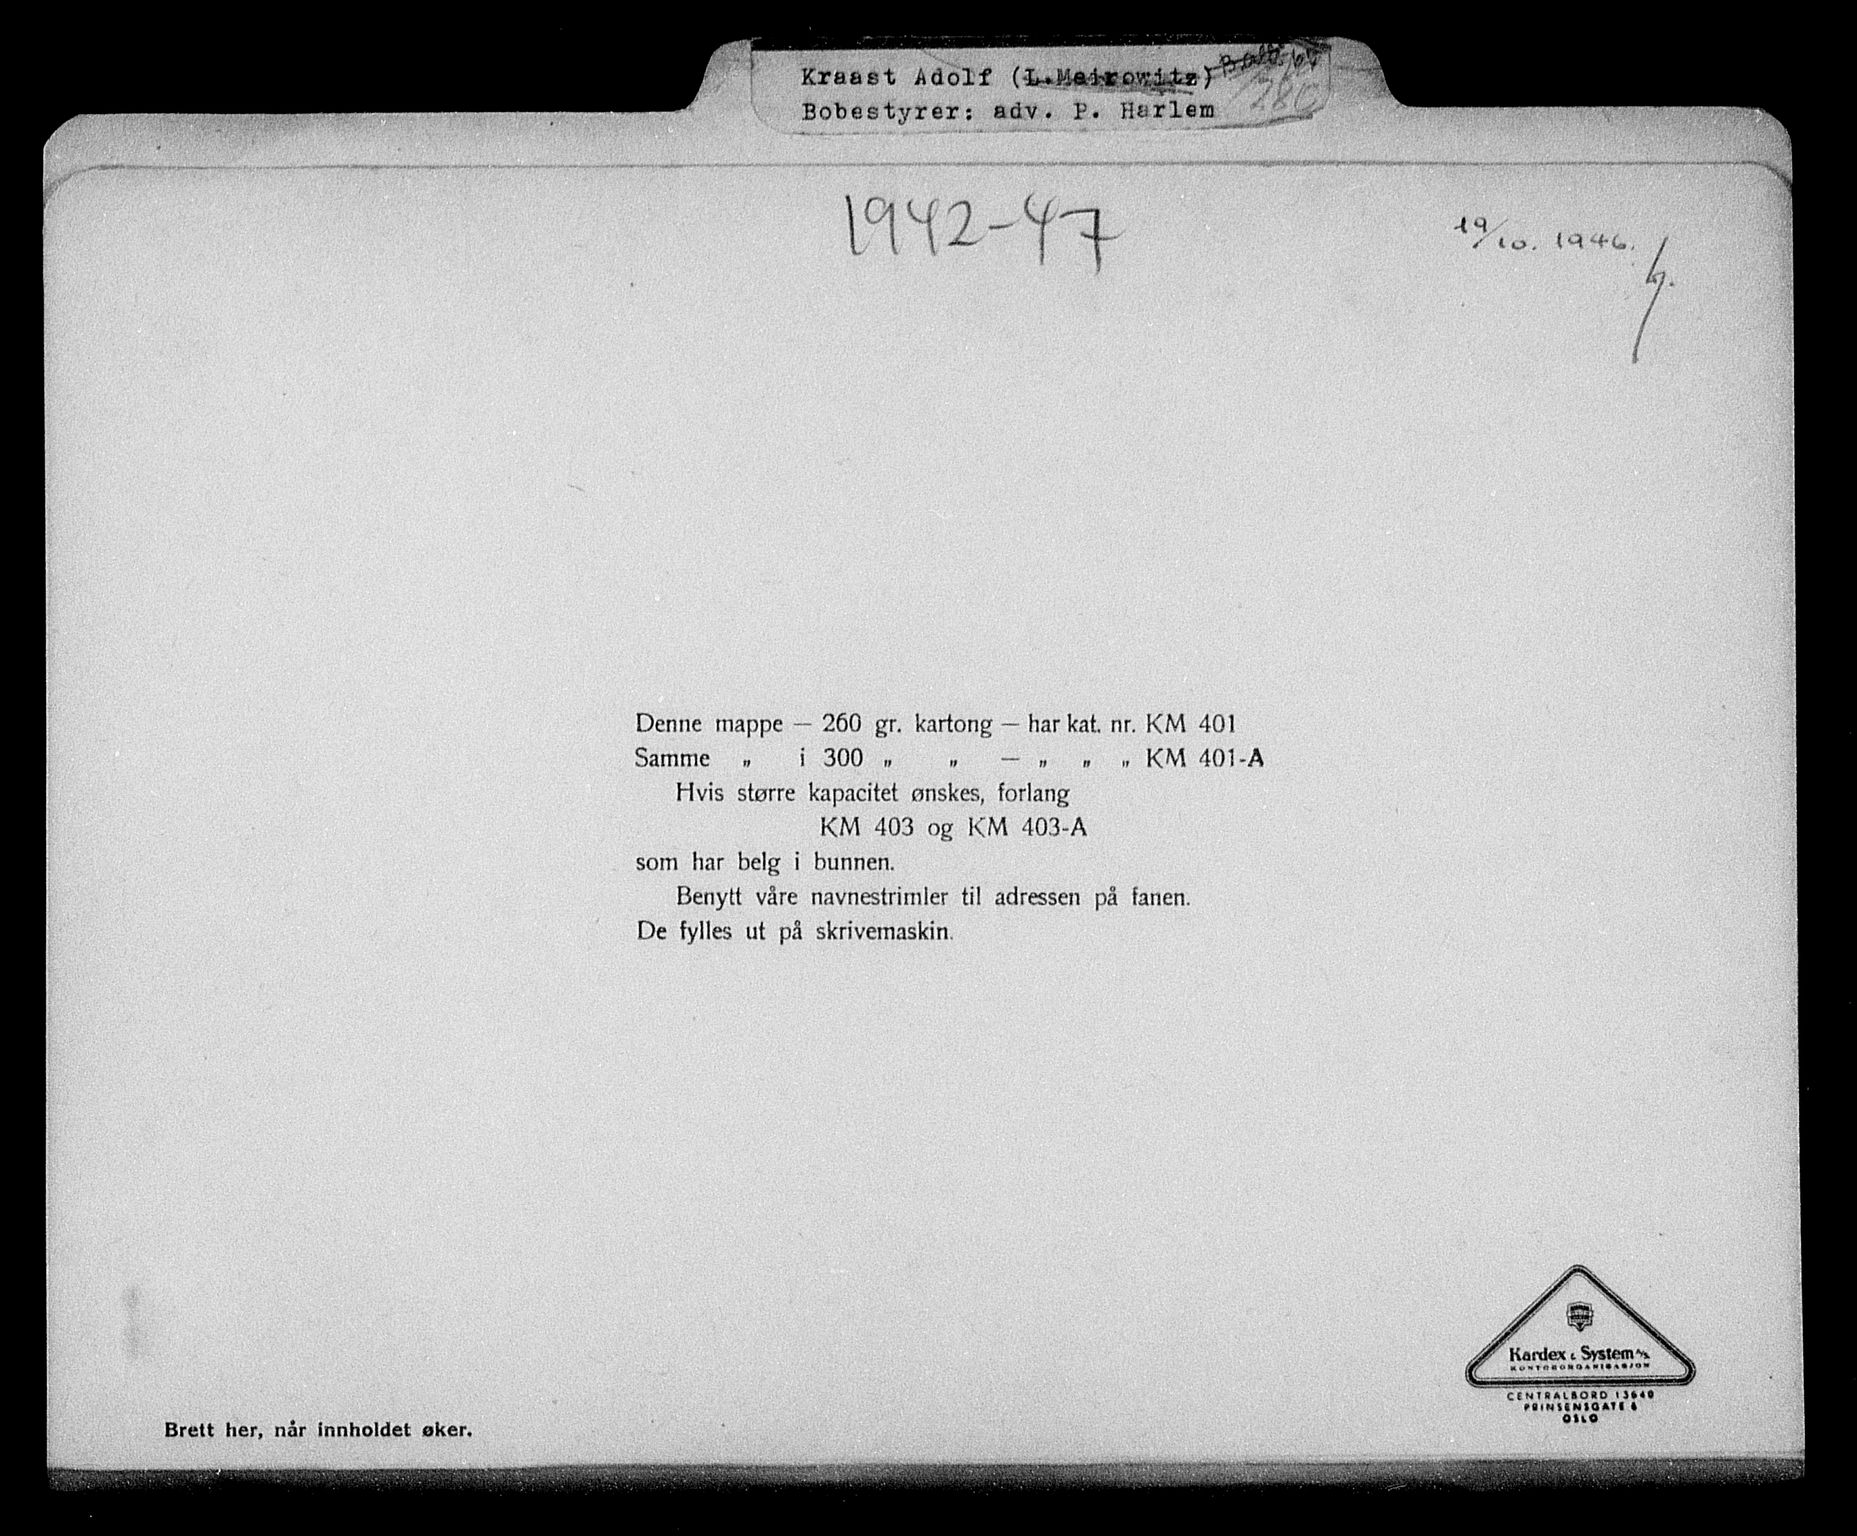 Kraast Adolf (L. Meirowitz)
280
Bobestyrer: adv. P. Harlem
1942-47
19/10. 1946.
Denne mappe — 260 gr. kartong — har kat. nr. KM 401
Samme „ i 300 „ „ — „ „ „ KM 401-A
Hvis større kapacitet ønskes, forlang
KM 403 og KM 403-A
som har belg i bunnen.
Benytt våre navnestrimler til adressen på fanen.
De fylles ut på skrivemaskin.
Kardex & System A/S
KONTORORGANISASJON
CENTRALBORD 13640
PRINSENSGATE 6
OSLO
Brett her, når innholdet øker.